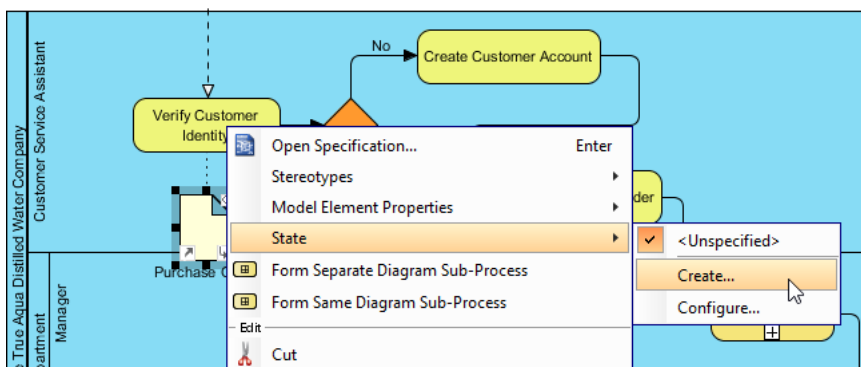 The True Aqua Distilled Water Company
Customer Service Assistant
No
Create Customer Account
Verify Customer
Identity
Open Specification... Enter
Stereotypes
Model Element Properties
State
Form Separate Diagram Sub-Process
Form Same Diagram Sub-Process
Edit
Cut
<Unspecified>
Create...
Configure...
Purchase
Manager